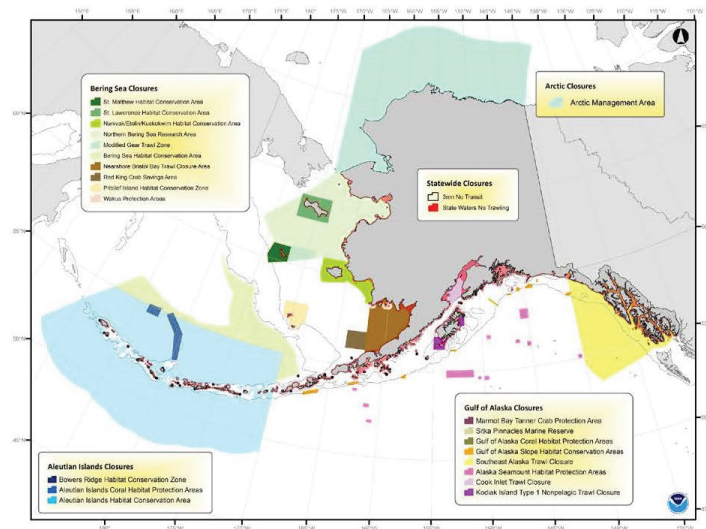 Bering Sea Closures
St. Matthew Habitat Conservation Area
St. Lawrence Habitat Conservation Area
Nunivak/Etolin/Kuskokwim Habitat Conservation Area
Northern Bering Sea Research Area
Modified Gear Trawl Zone
Bering Sea Habitat Conservation Area
Nearshore Bristol Bay Trawl Closure Area
Red King Crab Savings Area
Pribilof Island Habitat Conservation Zone
Walrus Protection Areas
Arctic Closures
Arctic Management Area
Statewide Closures
3nm No Transit
State Waters No Trawling
Gulf of Alaska Closures
Marmot Bay Tanner Crab Protection Area
Sitka Pinnacles Marine Reserve
Gulf of Alaska Coral Habitat Protection Areas
Gulf of Alaska Slope Habitat Conservation Areas
Southeast Alaska Trawl Closure
Alaska Seamount Habitat Protection Areas
Cook Inlet Trawl Closure
Kodiak Island Type 1 Nonpelagic Trawl Closure
Aleutian Islands Closures
Bowers Ridge Habitat Conservation Zone
Aleutian Islands Coral Habitat Protection Areas
Aleutian Islands Habitat Conservation Area